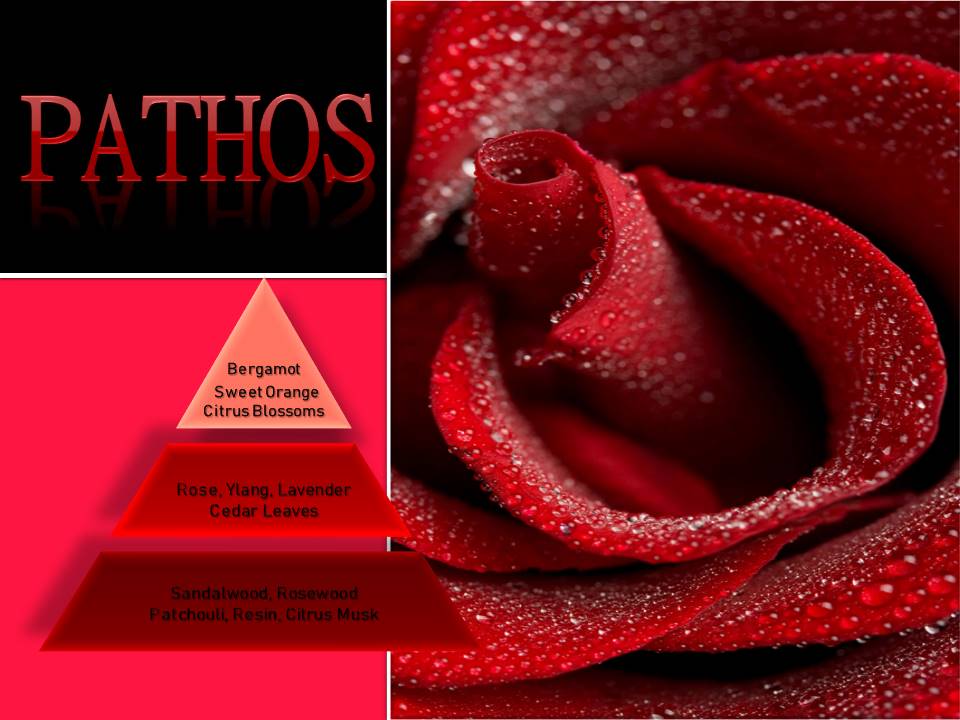 PATHOS
Bergamot
Sweet Orange
Citrus Blossoms
Rose, Ylang, Lavender
Cedar Leaves
Sandalwood, Rosewood
Patchouli, Resin, Citrus Musk